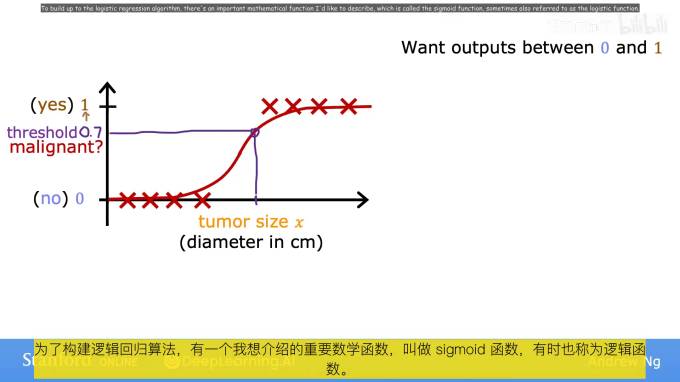 To build up to the logistic regression algorithm, there's an important mathematical function I'd like to describe, which is called the sigmoid function, sometimes also referred to as the logistic function.
bilibili
Want outputs between 0 and 1
(yes) 1
threshold 0.7
malignant?
(no) 0
tumor size x
(diameter in cm)
为了构建逻辑回归算法，有一个我想介绍的重要数学函数，叫做 sigmoid 函数，有时也称为逻辑函
数。
Stanford ONLINE
DeepLearning.AI
Andrew Ng